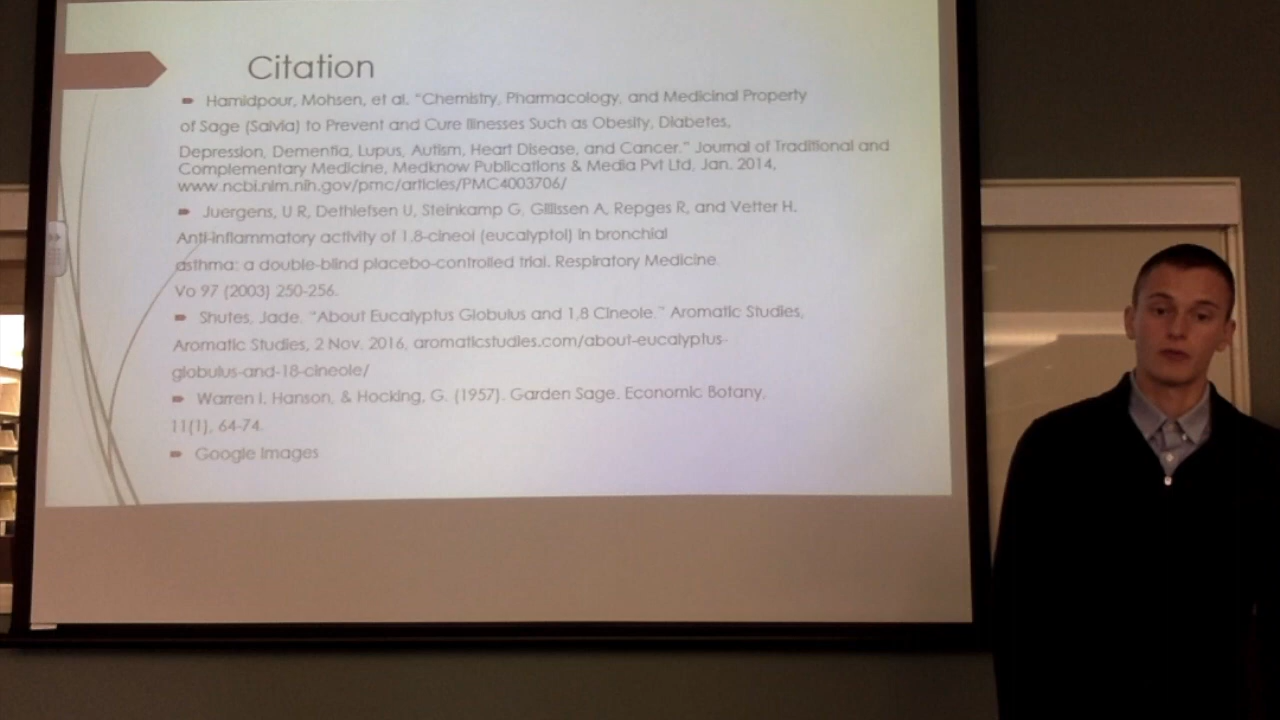 Citation
Hamidpour, Mohsen, et al. "Chemistry, Pharmacology, and Medicinal Property
of Sage (Salvia) to Prevent and Cure Illnesses Such as Obesity, Diabetes,
Depression, Dementia, Lupus, Autism, Heart Disease, and Cancer." Journal of Traditional and
Complementary Medicine, Medknow Publications & Media Pvt Ltd, Jan. 2014,
www.ncbi.nlm.nih.gov/pmc/articles/PMC4003706/
Juergens, U R, Dethlefsen U, Steinkamp G, Gillissen A, Repges R, and Vetter H.
Anti-inflammatory activity of 1.8-cineol (eucalyptol) in bronchial
asthma: a double-blind placebo-controlled trial. Respiratory Medicine
Vo 97 (2003) 250-256.
Shutes, Jade. "About Eucalyptus Globulus and 1,8 Cineole." Aromatic Studies,
Aromatic Studies, 2 Nov. 2016, aromaticstudies.com/about-eucalyptus-
globulus-and-18-cineole/
Warren I. Hanson, & Hocking, G. (1957). Garden Sage. Economic Botany,
11(1), 64-74.
Google Images